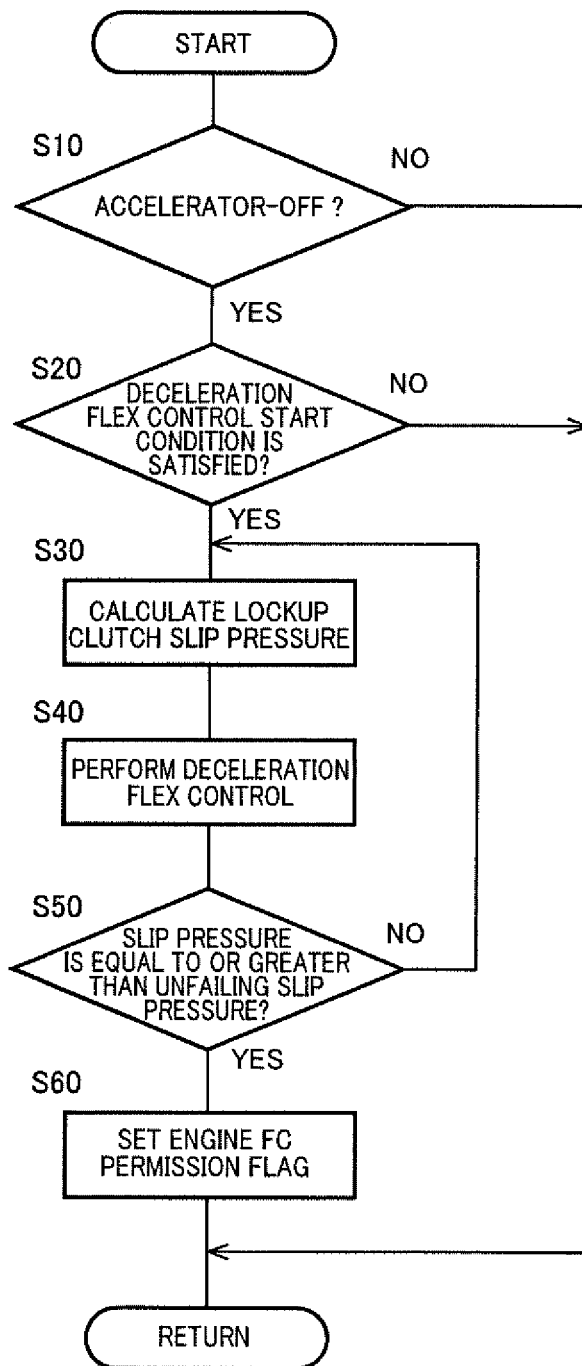 START
S10
NO
ACCELERATOR-OFF ?
YES
S20
NO
DECELERATION
FLEX CONTROL START
CONDITION IS
SATISFIED?
YES
S30
CALCULATE LOCKUP
CLUTCH SLIP PRESSURE
S40
PERFORM DECELERATION
FLEX CONTROL
S50
NO
SLIP PRESSURE
IS EQUAL TO OR GREATER
THAN UNFAILING SLIP
PRESSURE?
YES
S60
SET ENGINE FC
PERMISSION FLAG
RETURN